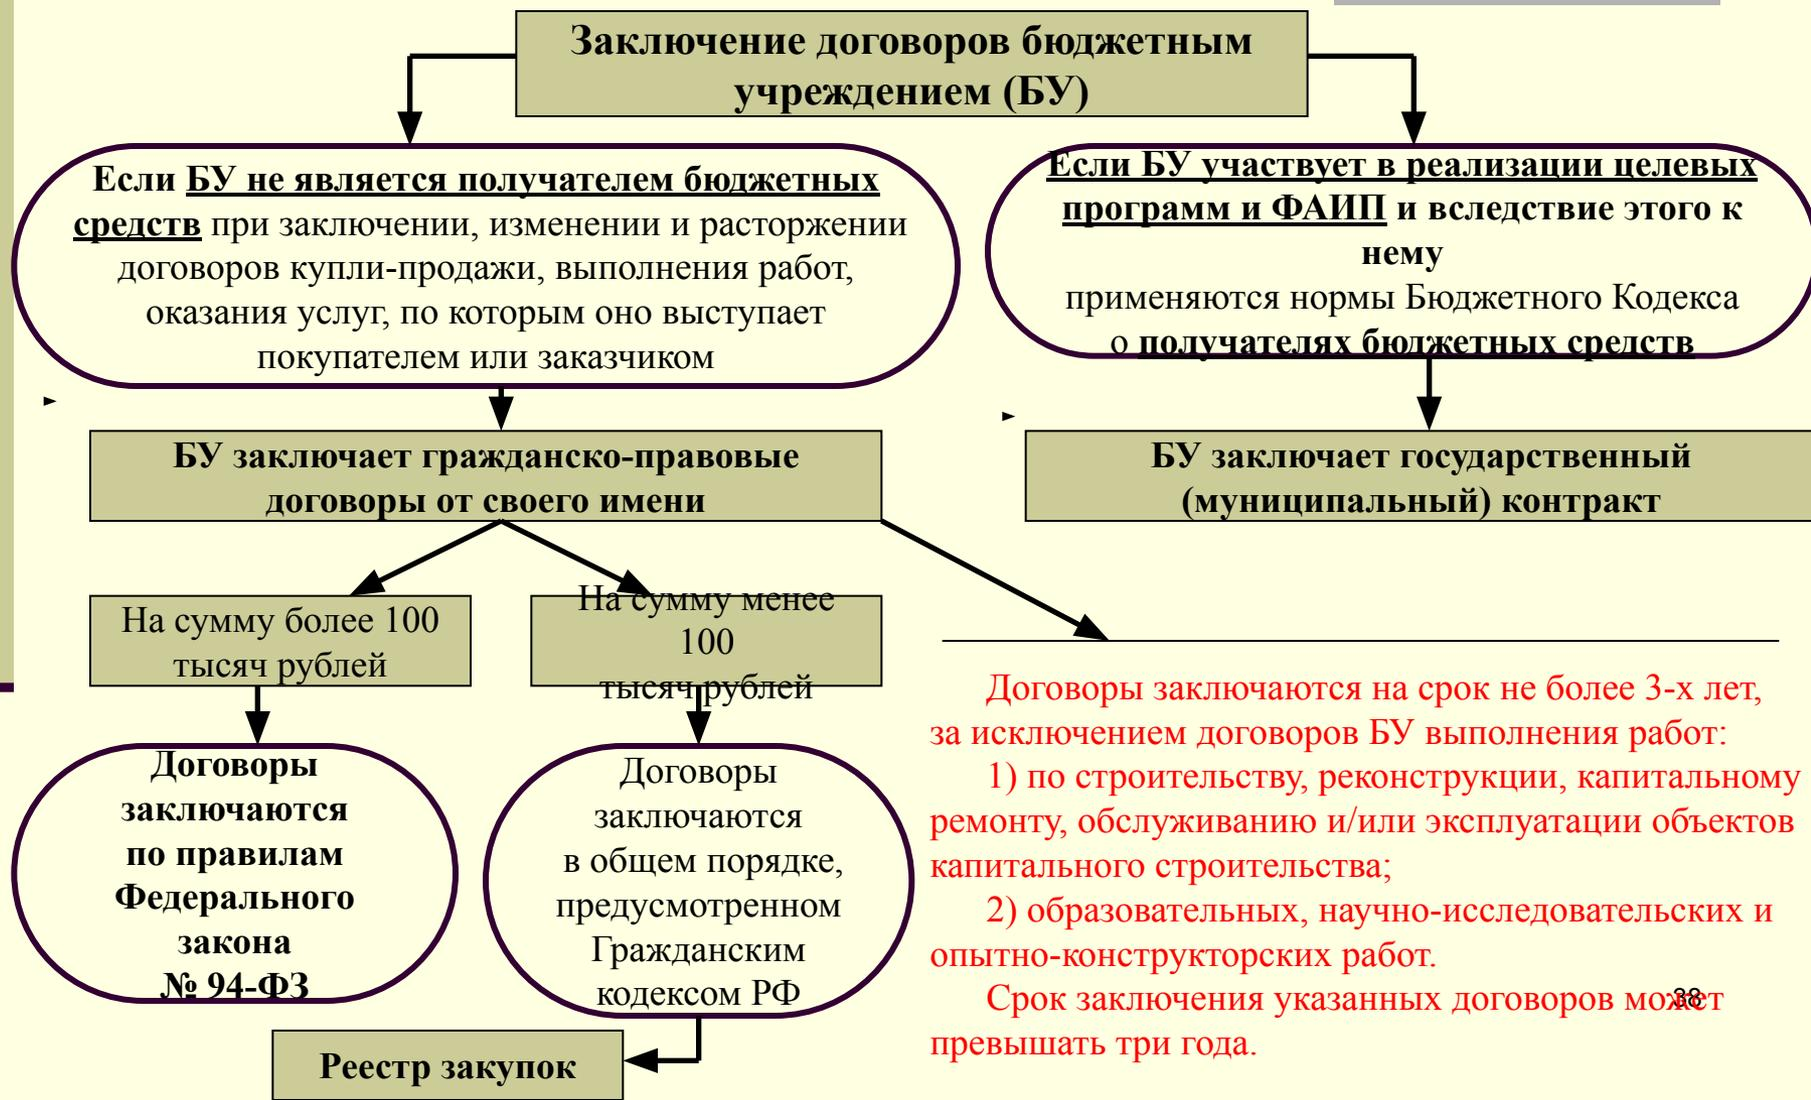 Заключение договоров бюджетным
учреждением (БУ)
Если БУ не является получателем бюджетных
средств при заключении, изменении и расторжении
договоров купли-продажи, выполнения работ,
оказания услуг, по которым оно выступает
покупателем или заказчиком
Если БУ участвует в реализации целевых
программ и ФАИП и вследствие этого к
нему
применяются нормы Бюджетного Кодекса
о получателях бюджетных средств
БУ заключает гражданско-правовые
договоры от своего имени
БУ заключает государственный
(муниципальный) контракт
На сумму более 100
тысяч рублей
На сумму менее
100
тысяч рублей
Договоры
заключаются
по правилам
Федерального
закона
№ 94-ФЗ
Договоры
заключаются
в общем порядке,
предусмотренном
Гражданским
кодексом РФ
Реестр закупок
Договоры заключаются на срок не более 3-х лет,
за исключением договоров БУ выполнения работ:
1) по строительству, реконструкции, капитальному
ремонту, обслуживанию и/или эксплуатации объектов
капитального строительства;
2) образовательных, научно-исследовательских и
опытно-конструкторских работ.
Срок заключения указанных договоров может
превышать три года.
38